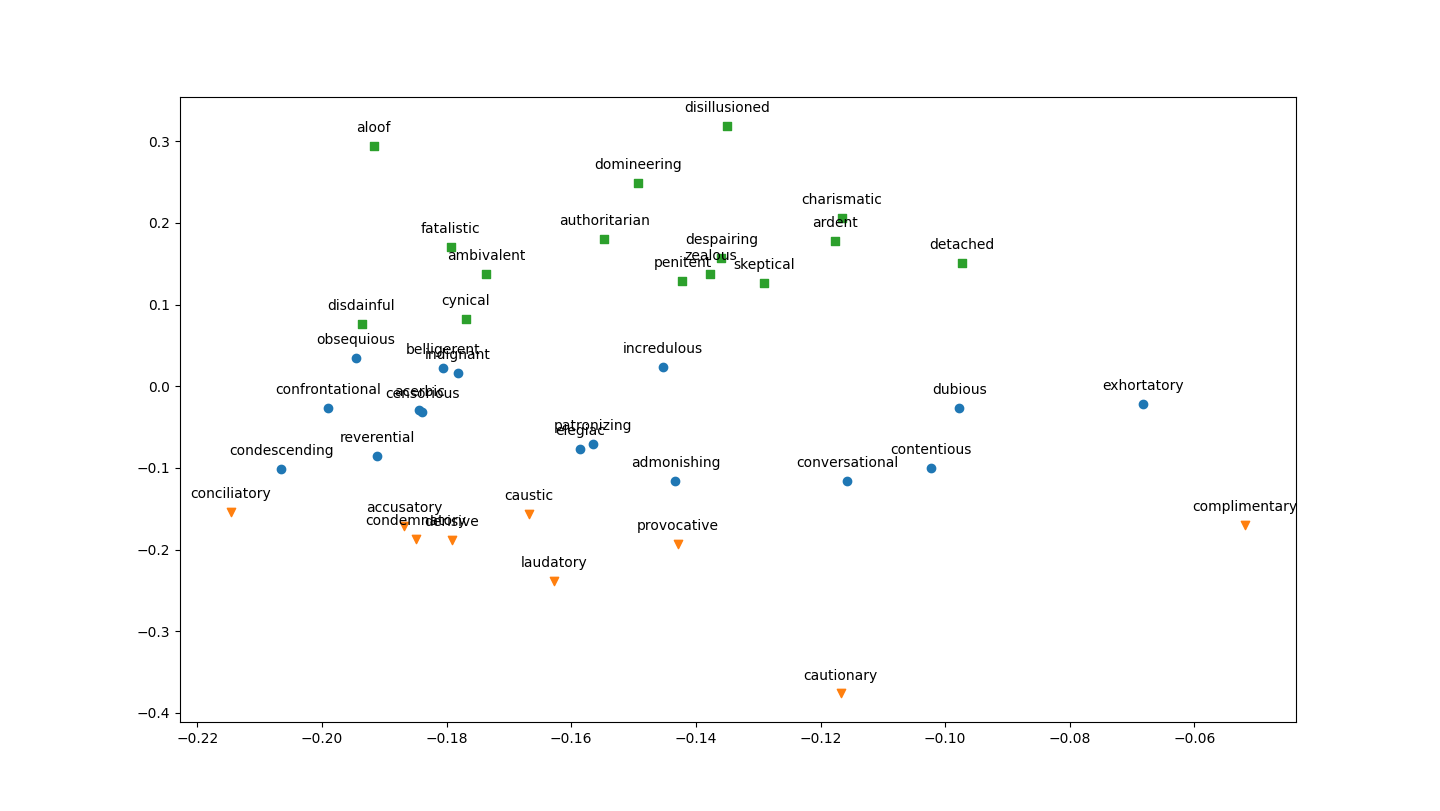 disillusioned
aloof
domineering
charismatic
authoritarian
ardent
fatalistic
despairing
detached
ambivalent
zealous
penitent
skeptical
cynical
disdainful
obsequious
belligerent
indignant
incredulous
confrontational
acerbic
censorious
dubious
exhortatory
patronizing
elegiac
reverential
condescending
admonishing
conversational
contentious
conciliatory
caustic
accusatory
condemnatory
derisive
provocative
complimentary
laudatory
cautionary
0.3
0.2
0.1
0.0
−0.1
−0.2
−0.3
−0.4
−0.22 −0.20 −0.18 −0.16 −0.14 −0.12 −0.10 −0.08 −0.06